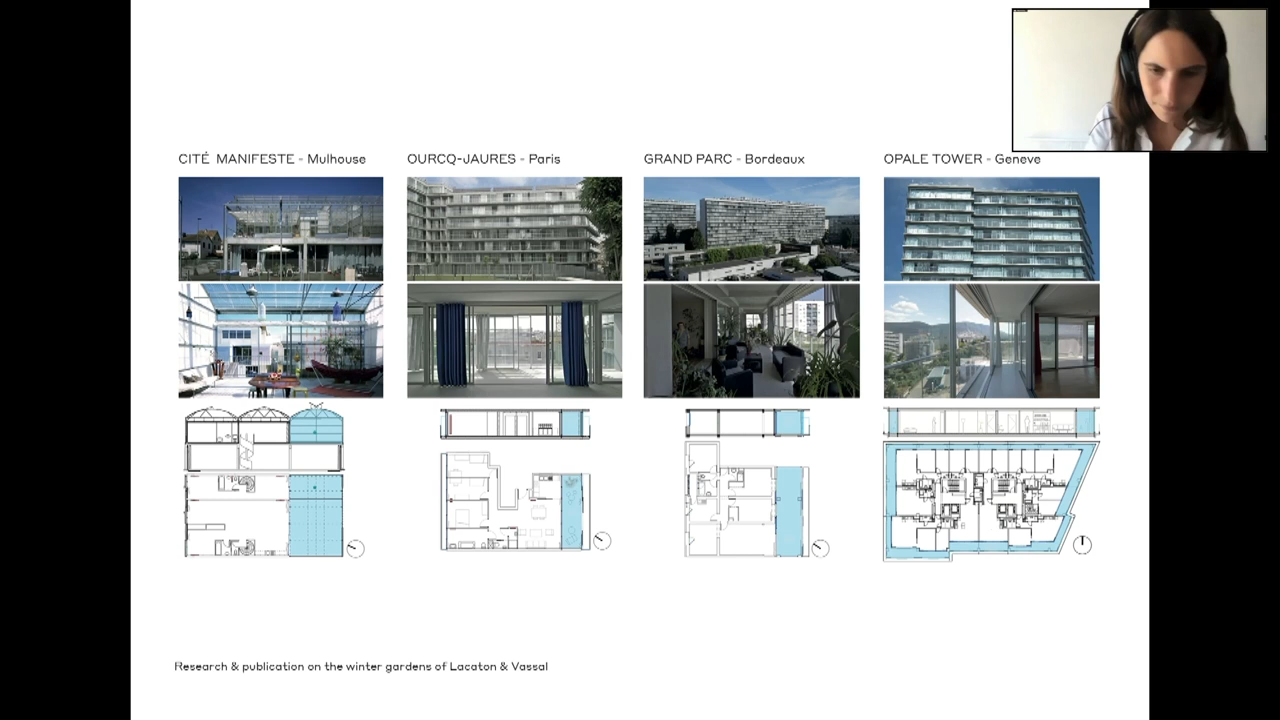 CITÉ MANIFESTE - Mulhouse
OURCQ-JAURES - Paris
GRAND PARC - Bordeaux
OPALE TOWER - Geneve
Research & publication on the winter gardens of Lacaton & Vassal